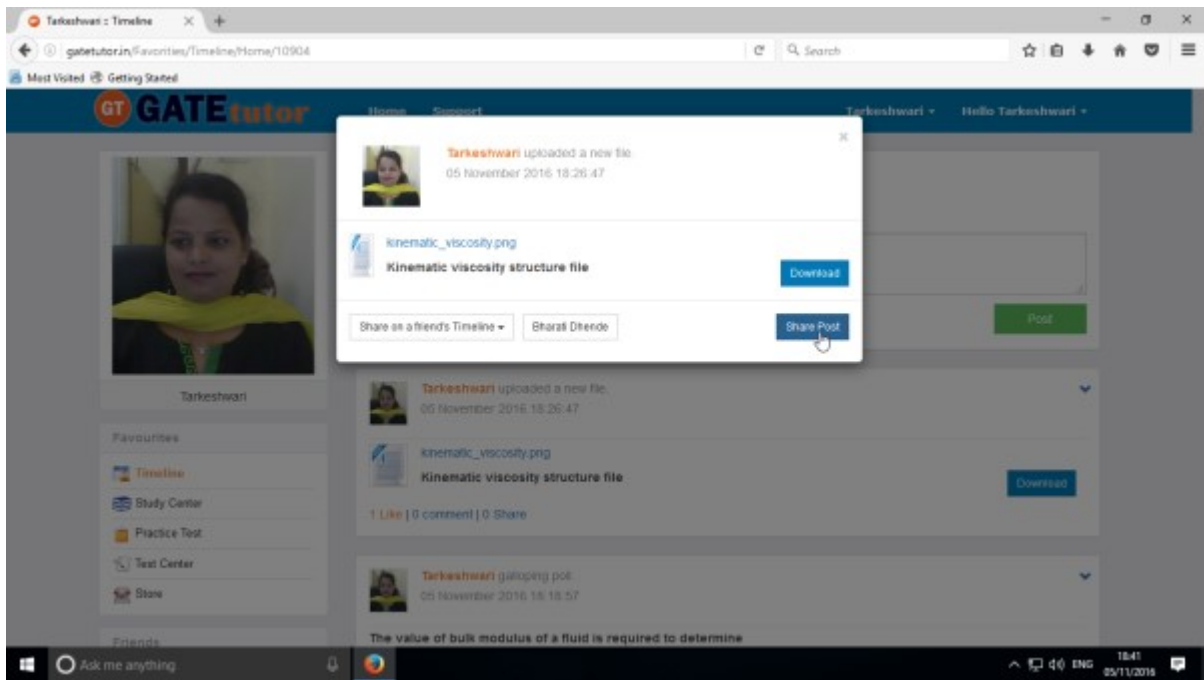 Tarkeshwari :: Timeline
gatetutor.in/Favorities/Timeline/Home/10904
Search
Most Visited Getting Started
GT GATEtutor Home Support Tarkeshwari Hello Tarkeshwari
Tarkeshwari uploaded a new file.
05 November 2016 18:26:47
kinematic_viscosity.png
Kinematic viscosity structure file
Download
Share on a friend's Timeline Bharati Dhende Share Post
Post
Tarkeshwari
Favourites
Timeline
Study Center
Practice Test
Test Center
Store
Friends
Tarkeshwari uploaded a new file.
05 November 2016 18:26:47
kinematic_viscosity.png
Kinematic viscosity structure file
Download
1 Like | 0 comment | 0 Share
Tarkeshwari galloping poll.
05 November 2016 18:18:57
The value of bulk modulus of a fluid is required to determine
Ask me anything
ENG
18:41
05/11/2016